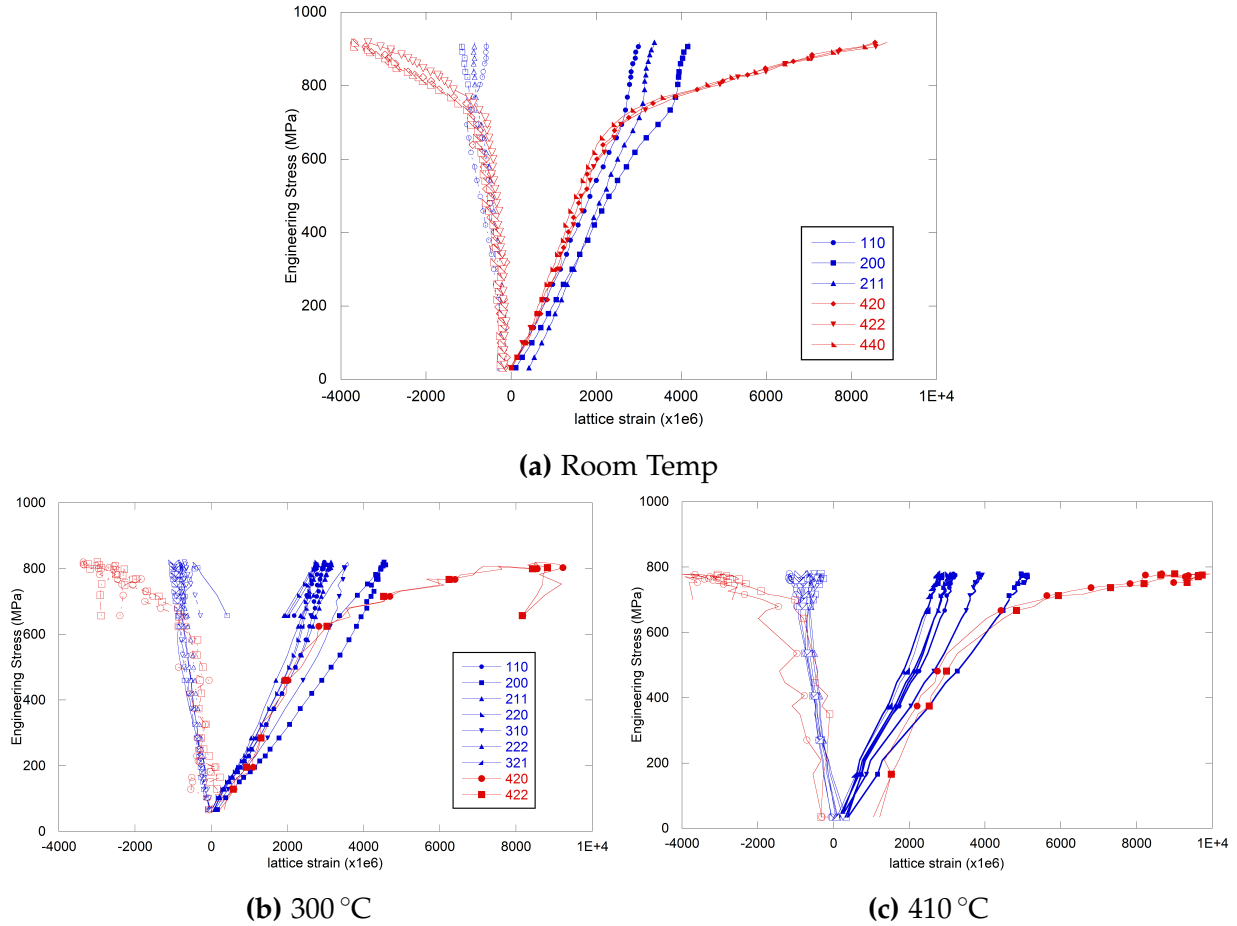 1000
800
600
400
200
0
Engineering Stress (MPa)
-4000 -2000 0 2000 4000 6000 8000 1E+4
lattice strain (x1e6)
110
200
211
420
422
440
(a) Room Temp
1000
800
600
400
200
0
Engineering Stress (MPa)
-4000 -2000 0 2000 4000 6000 8000 1E+4
lattice strain (x1e6)
110
200
211
220
310
222
321
420
422
(b) 300 °C
1000
800
600
400
200
0
Engineering Stress (MPa)
-4000 -2000 0 2000 4000 6000 8000 1E+4
lattice strain (x1e6)
(c) 410 °C